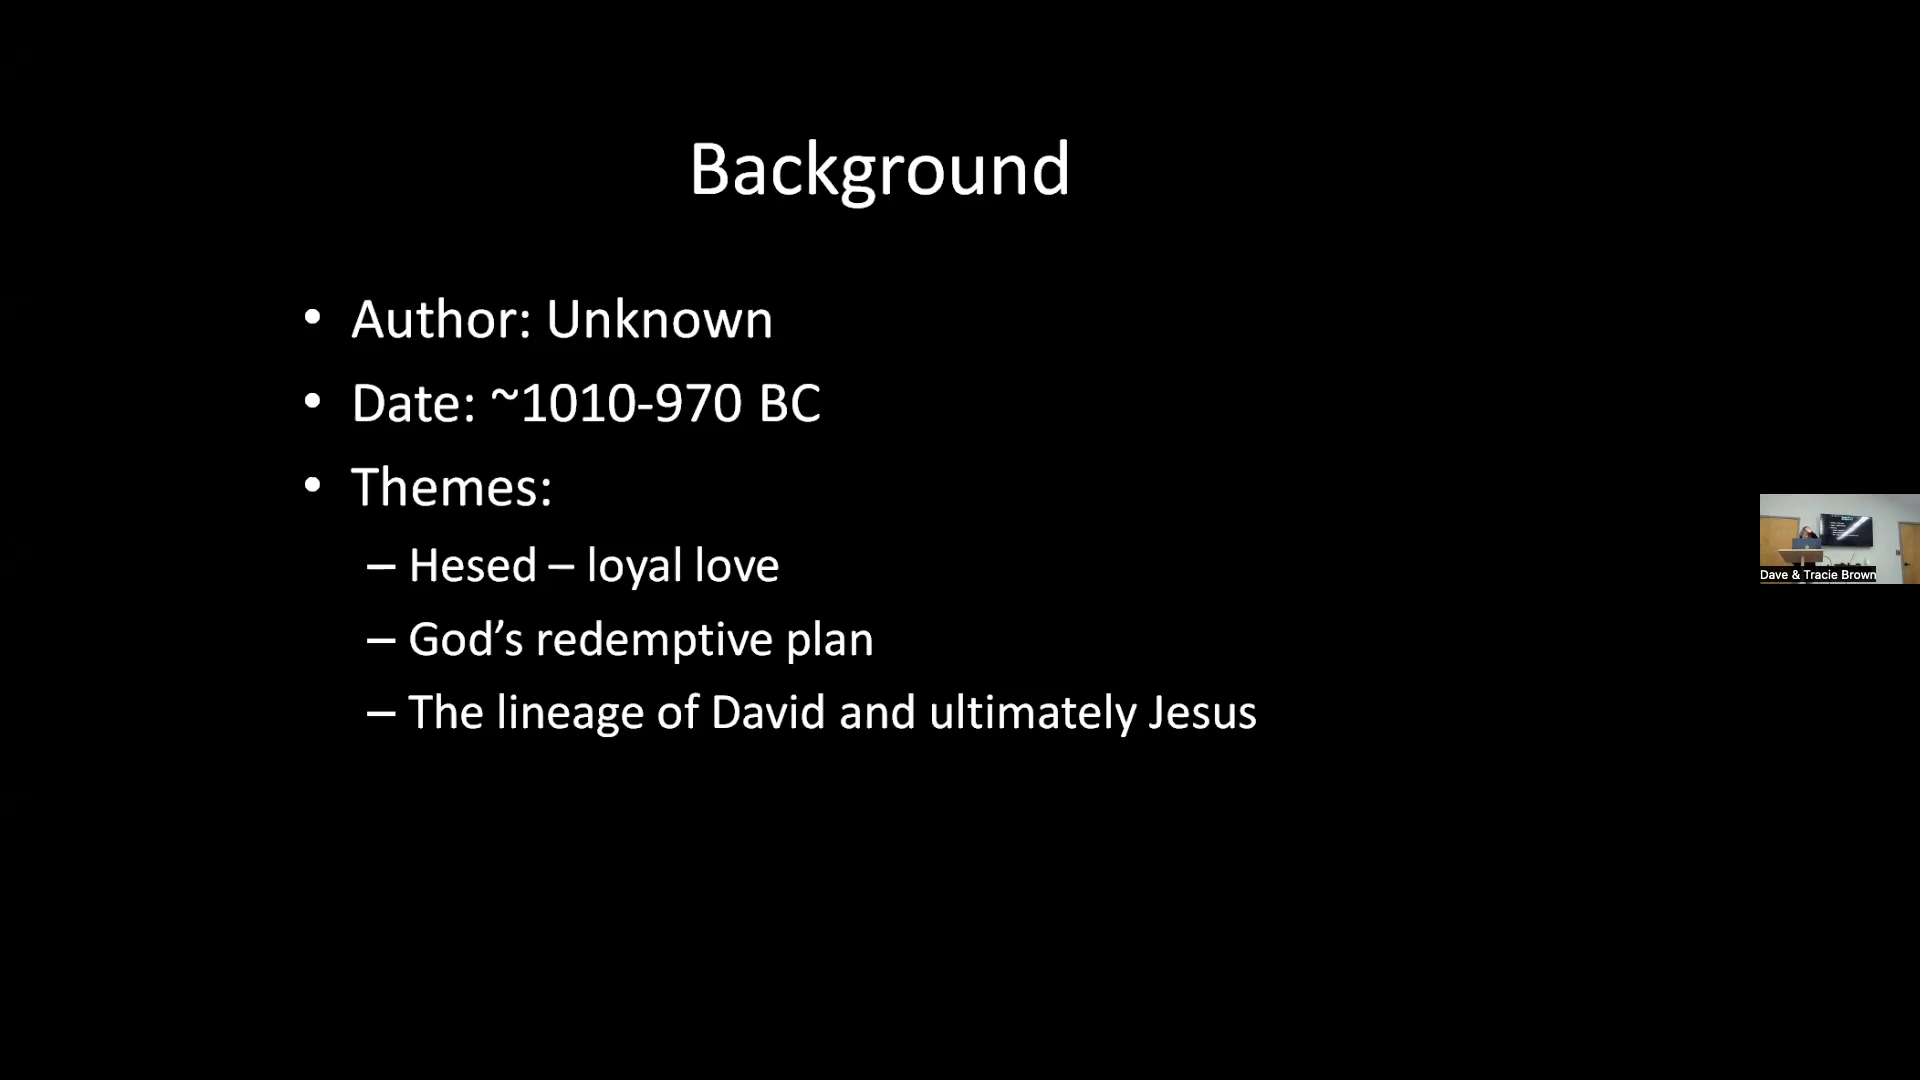 Background
• Author: Unknown
• Date: ~1010-970 BC
• Themes:
– Hesed – loyal love
– God’s redemptive plan
– The lineage of David and ultimately Jesus
Dave & Tracie Brown